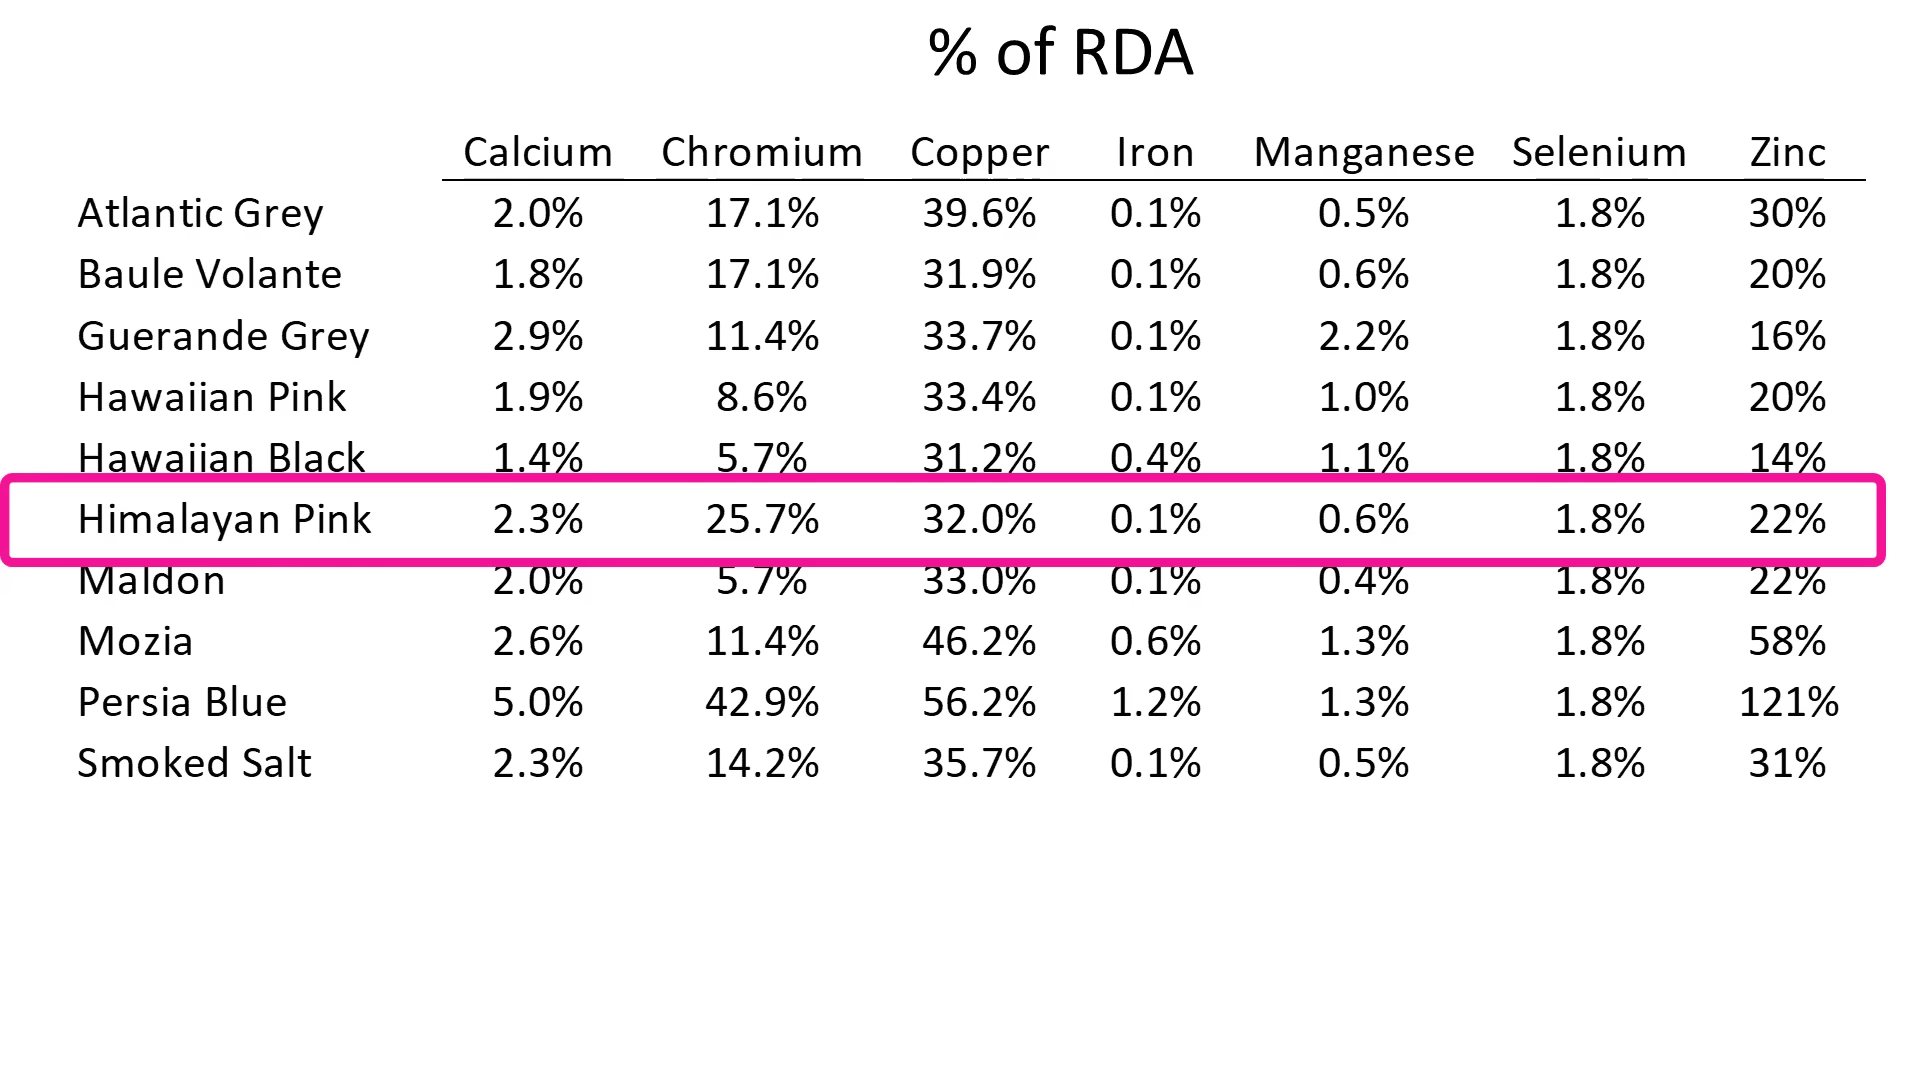 % of RDA
Calcium Chromium Copper Iron Manganese Selenium Zinc
Atlantic Grey 2.0% 17.1% 39.6% 0.1% 0.5% 1.8% 30%
Baule Volante 1.8% 17.1% 31.9% 0.1% 0.6% 1.8% 20%
Guerande Grey 2.9% 11.4% 33.7% 0.1% 2.2% 1.8% 16%
Hawaiian Pink 1.9% 8.6% 33.4% 0.1% 1.0% 1.8% 20%
Hawaiian Black 1.4% 5.7% 31.2% 0.4% 1.1% 1.8% 14%
Himalayan Pink 2.3% 25.7% 32.0% 0.1% 0.6% 1.8% 22%
Maldon 2.0% 5.7% 33.0% 0.1% 0.4% 1.8% 22%
Mozia 2.6% 11.4% 46.2% 0.6% 1.3% 1.8% 58%
Persia Blue 5.0% 42.9% 56.2% 1.2% 1.3% 1.8% 121%
Smoked Salt 2.3% 14.2% 35.7% 0.1% 0.5% 1.8% 31%